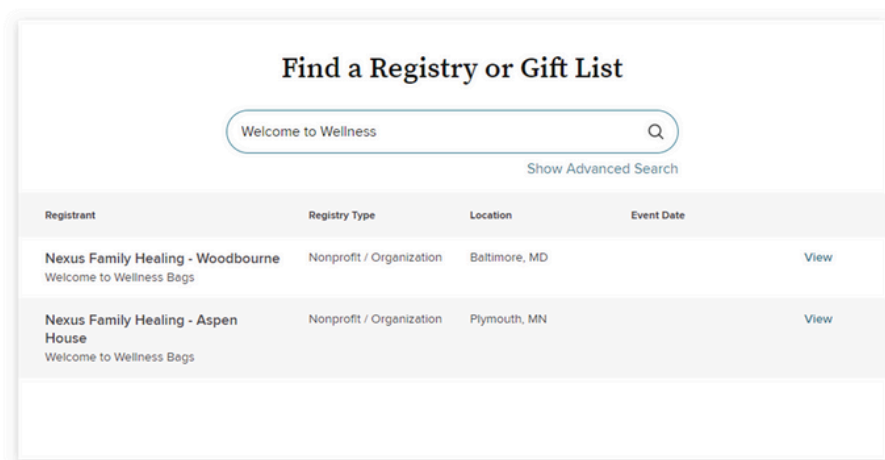 Find a Registry or Gift List
Welcome to Wellness
Show Advanced Search
Registrant Registry Type Location Event Date
Nexus Family Healing - Woodbourne Nonprofit / Organization Baltimore, MD View
Welcome to Wellness Bags
Nexus Family Healing - Aspen Nonprofit / Organization Plymouth, MN View
House
Welcome to Wellness Bags